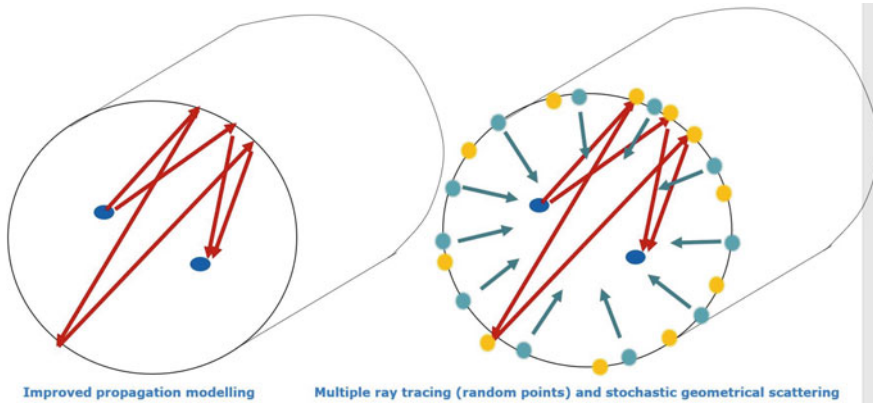 Improved propagation modelling
Multiple ray tracing (random points) and stochastic geometrical scattering